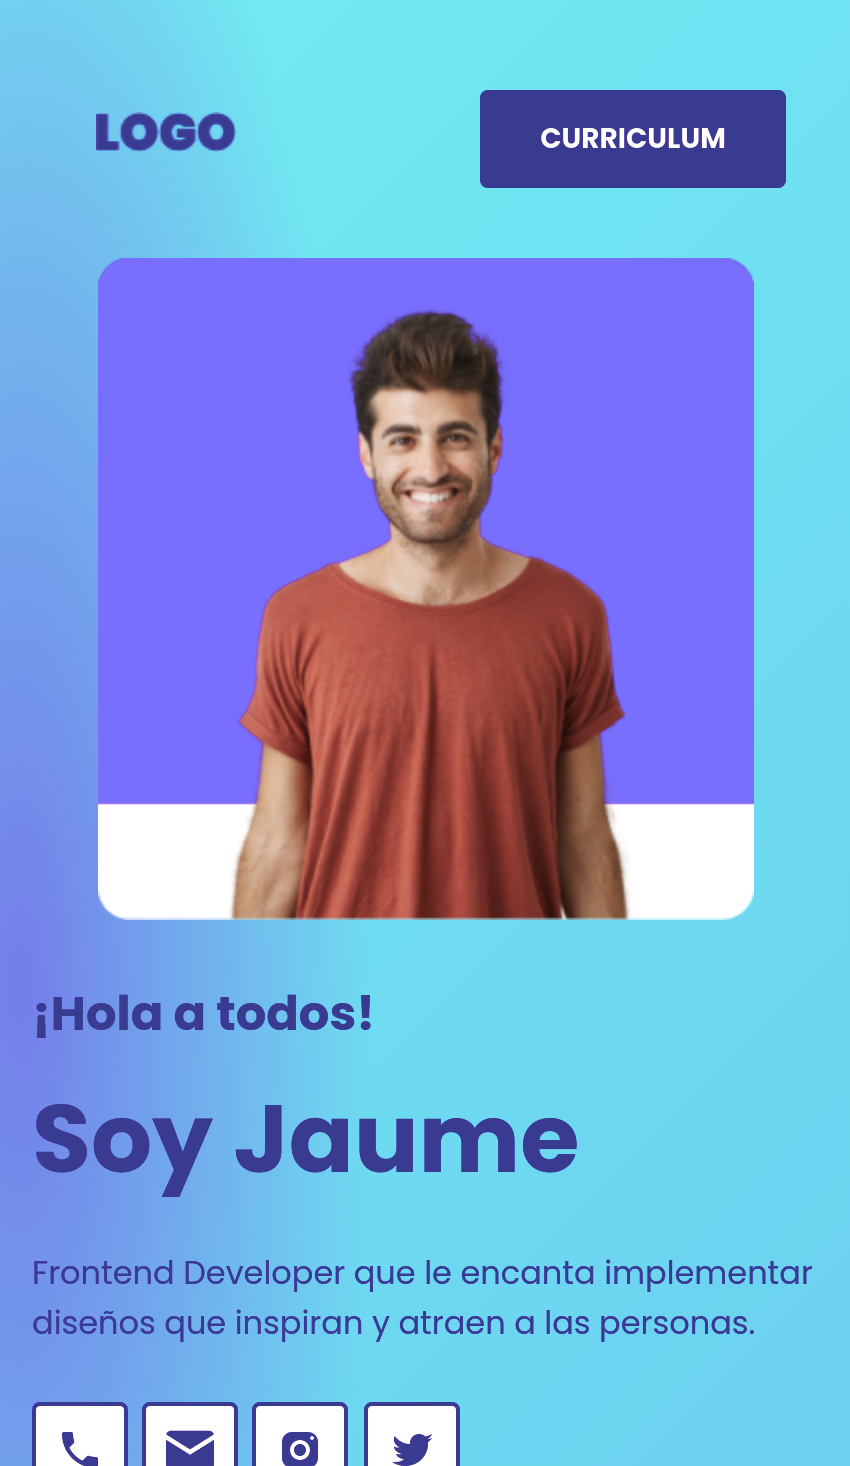 LOGO
CURRICULUM
¡Hola a todos!
Soy Jaume
Frontend Developer que le encanta implementar
diseños que inspiran y atraen a las personas.